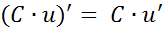 (C · u)′ = C · u′